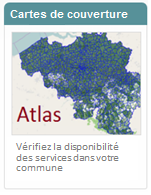 Cartes de couverture
Atlas
Vérifiez la disponibilité
des services dans votre
commune